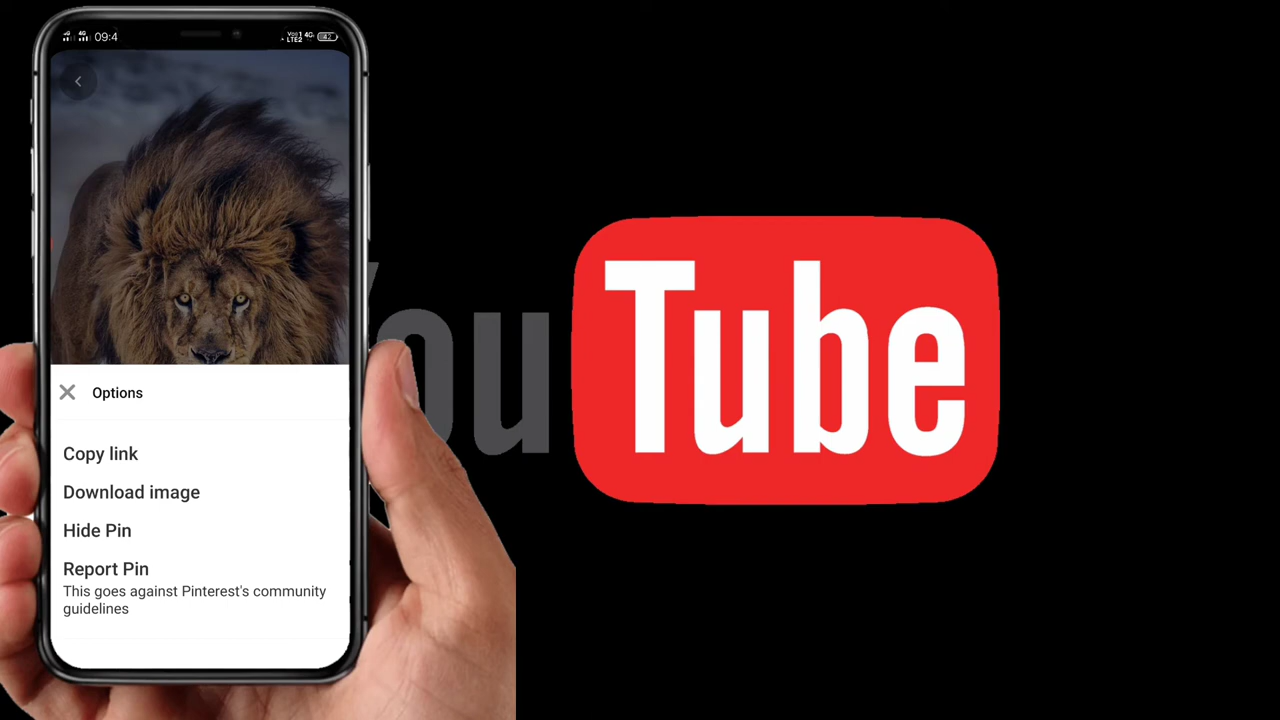 09:4
Options
Copy link
Download image
Hide Pin
Report Pin
This goes against Pinterest's community
guidelines
YouTube